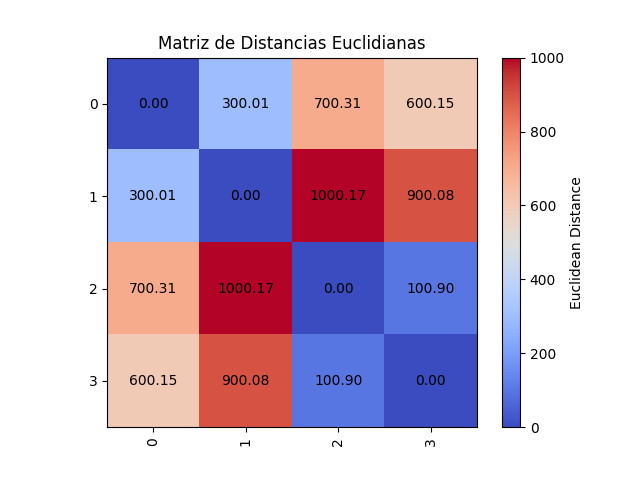 Matriz de Distancias Euclidianas
0 0.00 300.01 700.31 600.15
1 300.01 0.00 1000.17 900.08
2 700.31 1000.17 0.00 100.90
3 600.15 900.08 100.90 0.00
0 1 2 3
1000
800
600
400
200
0
Euclidean Distance